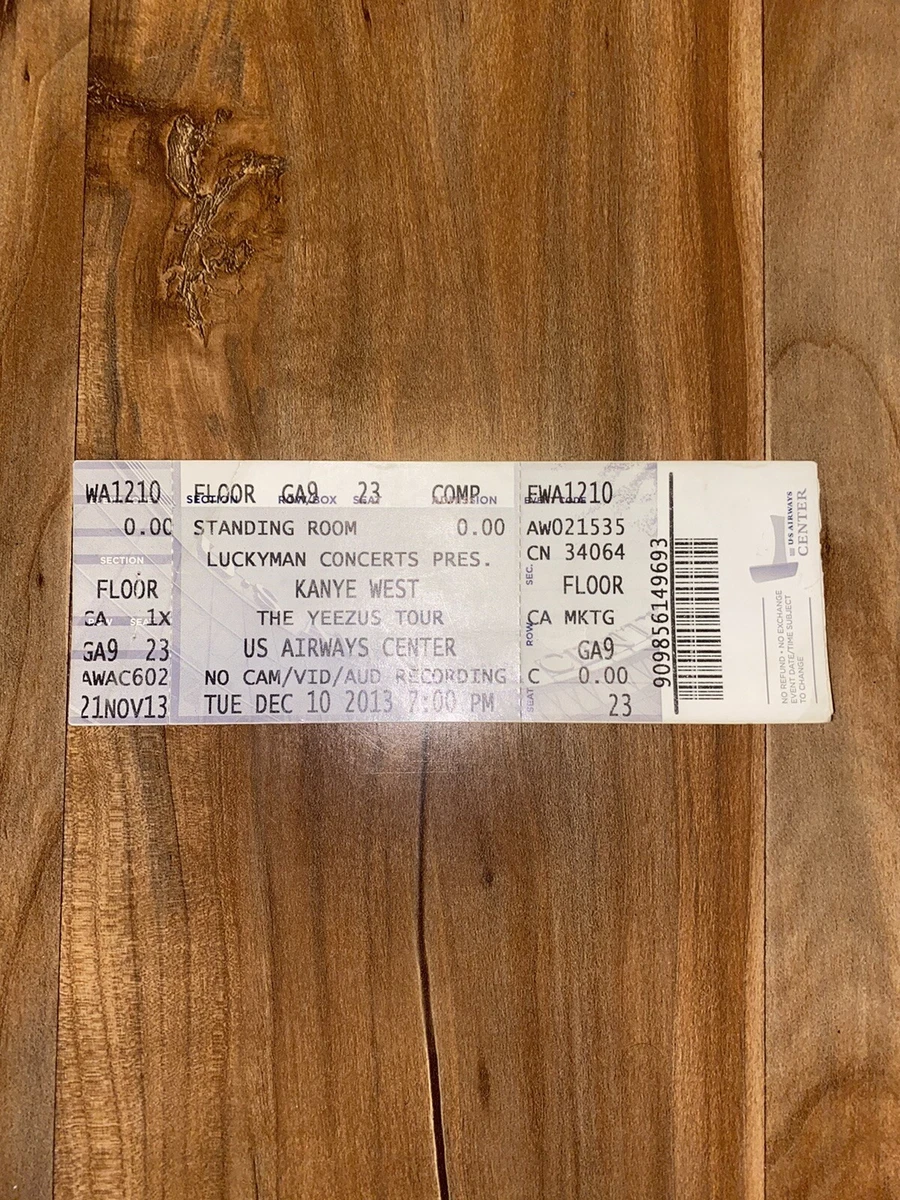 WA1210
0.00
SECTION
FLOOR
CA 1x
GA9 23
AWAC602
21NOV13
FLOOR GA9 23 COMP
SECTION ROW/BOX SEAT ADMISSION
STANDING ROOM 0.00
LUCKYMAN CONCERTS PRES.
KANYE WEST
THE YEEZUS TOUR
US AIRWAYS CENTER
NO CAM/VID/AUD RECORDING
TUE DEC 10 2013 7:00 PM
EWA1210
AW021535
CN 34064
SEC.
FLOOR
CA MKTG
ROW
GA9
C 0.00
SEAT
23
909856149693
US AIRWAYS
CENTER
NO REFUND • NO EXCHANGE
EVENT DATE/TIME SUBJECT
TO CHANGE